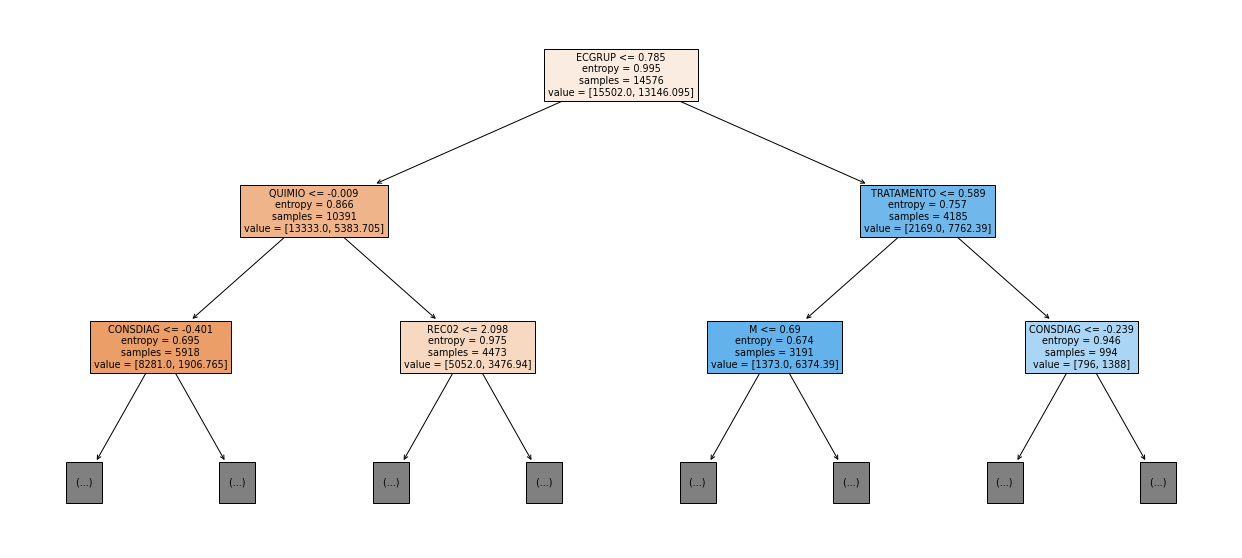 ECGRUP <= 0.785
entropy = 0.995
samples = 14576
value = [15502.0, 13146.095]
QUIMIO <= -0.009
entropy = 0.866
samples = 10391
value = [13333.0, 5383.705]
TRATAMENTO <= 0.589
entropy = 0.757
samples = 4185
value = [2169.0, 7762.39]
CONSDIAG <= -0.401
entropy = 0.695
samples = 5918
value = [8281.0, 1906.765]
REC02 <= 2.098
entropy = 0.975
samples = 4473
value = [5052.0, 3476.94]
M <= 0.69
entropy = 0.674
samples = 3191
value = [1373.0, 6374.39]
CONSDIAG <= -0.239
entropy = 0.946
samples = 994
value = [796, 1388]
(...)
(...)
(...)
(...)
(...)
(...)
(...)
(...)